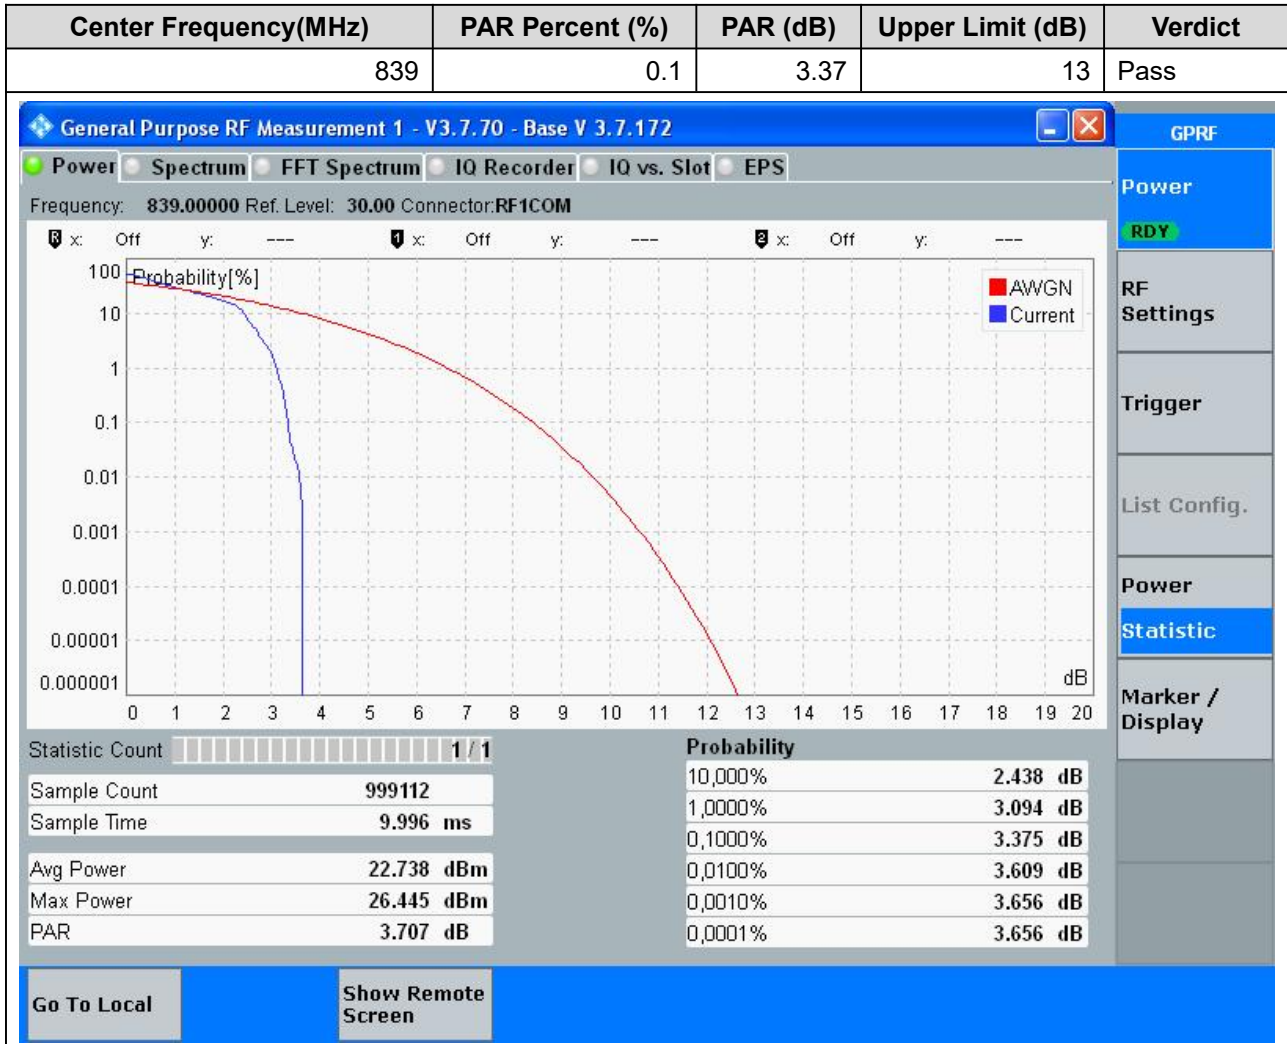 Center Frequency(MHz) PAR Percent (%) PAR (dB) Upper Limit (dB) Verdict
839 0.1 3.37 13 Pass
General Purpose RF Measurement 1 - V3.7.70 - Base V 3.7.172
GPRF
Power Spectrum FFT Spectrum IQ Recorder IQ vs. Slot EPS
Power
RDY
Frequency: 839.00000 Ref. Level: 30.00 Connector:RF1COM
R x: Off y: --- 1 x: Off y: --- 2 x: Off y: ---
Probability[%]
AWGN
Current
100
10
1
0.1
0.01
0.001
0.0001
0.00001
0.000001
dB
0 1 2 3 4 5 6 7 8 9 10 11 12 13 14 15 16 17 18 19 20
RF
Settings
Trigger
List Config.
Power
Statistic
Marker /
Display
Statistic Count 1 / 1
Sample Count 999112
Sample Time 9.996 ms
Avg Power 22.738 dBm
Max Power 26.445 dBm
PAR 3.707 dB
Probability
10,000% 2.438 dB
1,0000% 3.094 dB
0,1000% 3.375 dB
0,0100% 3.609 dB
0,0010% 3.656 dB
0,0001% 3.656 dB
Go To Local
Show Remote
Screen